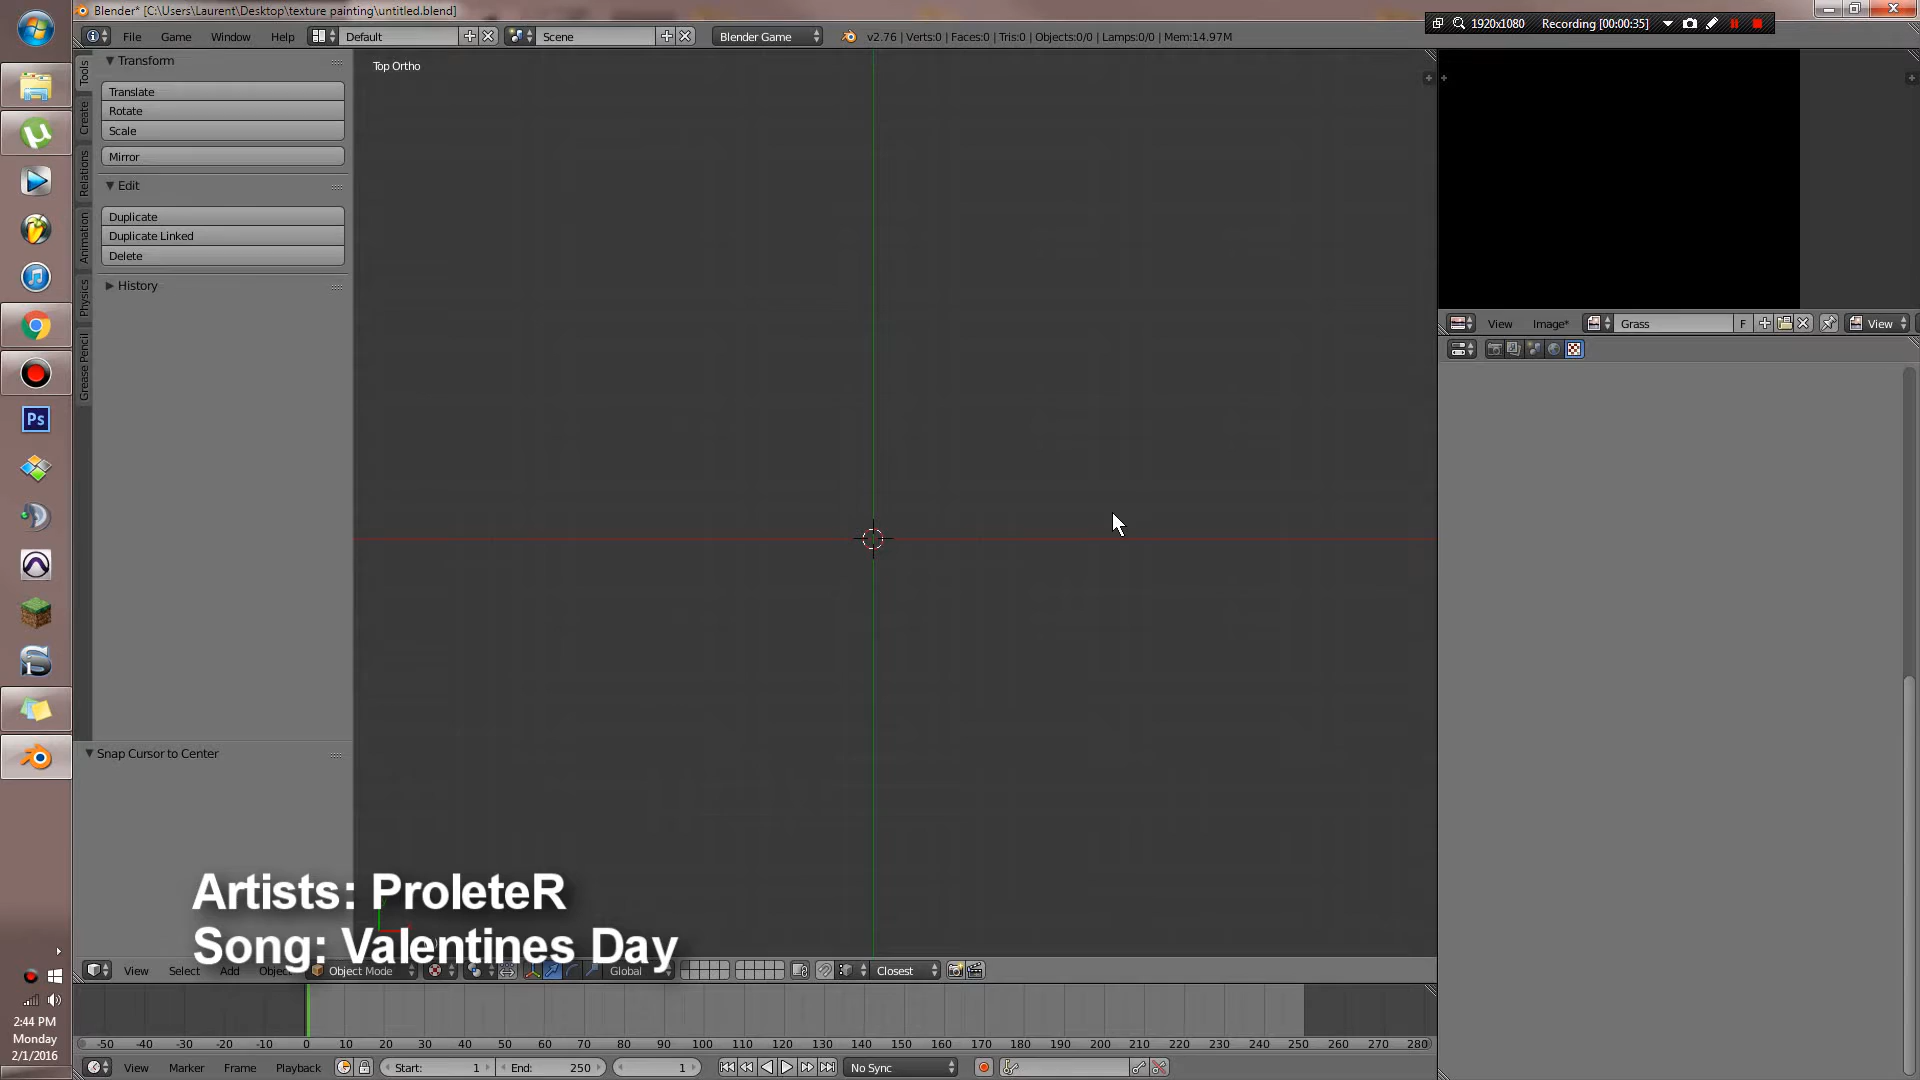 Blender* [C:\Users\Laurent\Desktop\texture painting\untitled.blend]
1920x1080 Recording [00:00:35]
File Game Window Help Default Scene Blender Game v2.76 | Verts:0 | Faces:0 | Tris:0 | Objects:0/0 | Lamps:0/0 | Mem:14.97M
Tools
Create
Relations
Animation
Physics
Grease Pencil
Transform
Translate
Rotate
Scale
Mirror
Edit
Duplicate
Duplicate Linked
Delete
History
Top Ortho
View Image* Grass F View
Ps
Snap Cursor to Center
Artists: ProleteR
Song: Valentines Day
View Select Add Object Object Mode Global Closest
-50 -40 -30 -20 -10 0 10 20 30 40 50 60 70 80 90 100 110 120 130 140 150 160 170 180 190 200 210 220 230 240 250 260 270 280
View Marker Frame Playback Start: 1 End: 250 1 No Sync
2:44 PM
Monday
2/1/2016